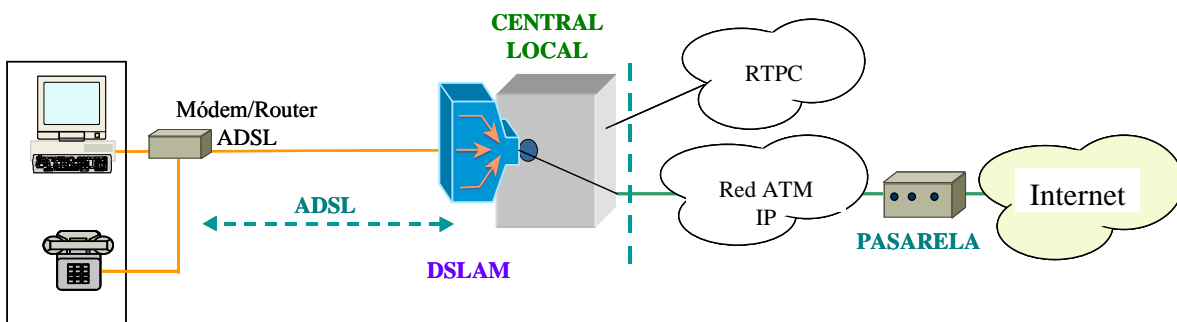 CENTRAL
LOCAL
RTPC
Módem/Router
ADSL
Red ATM
IP
Internet
ADSL
PASARELA
DSLAM